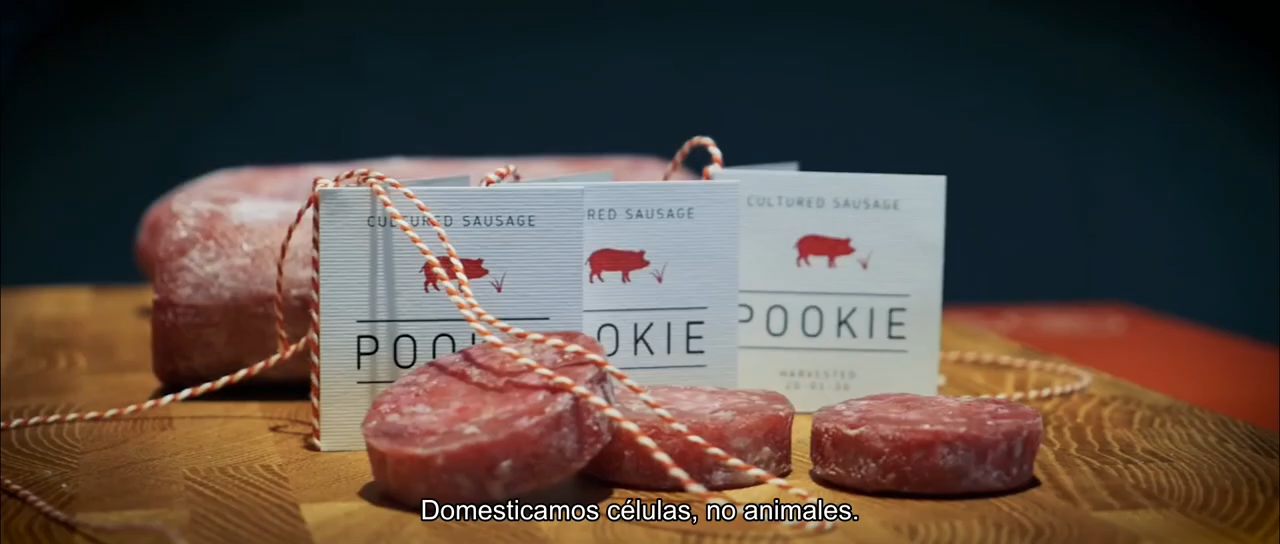 CULTURED SAUSAGE
POO
RED SAUSAGE
OKIE
CULTURED SAUSAGE
POOKIE
HARVESTED
Domesticamos células, no animales.